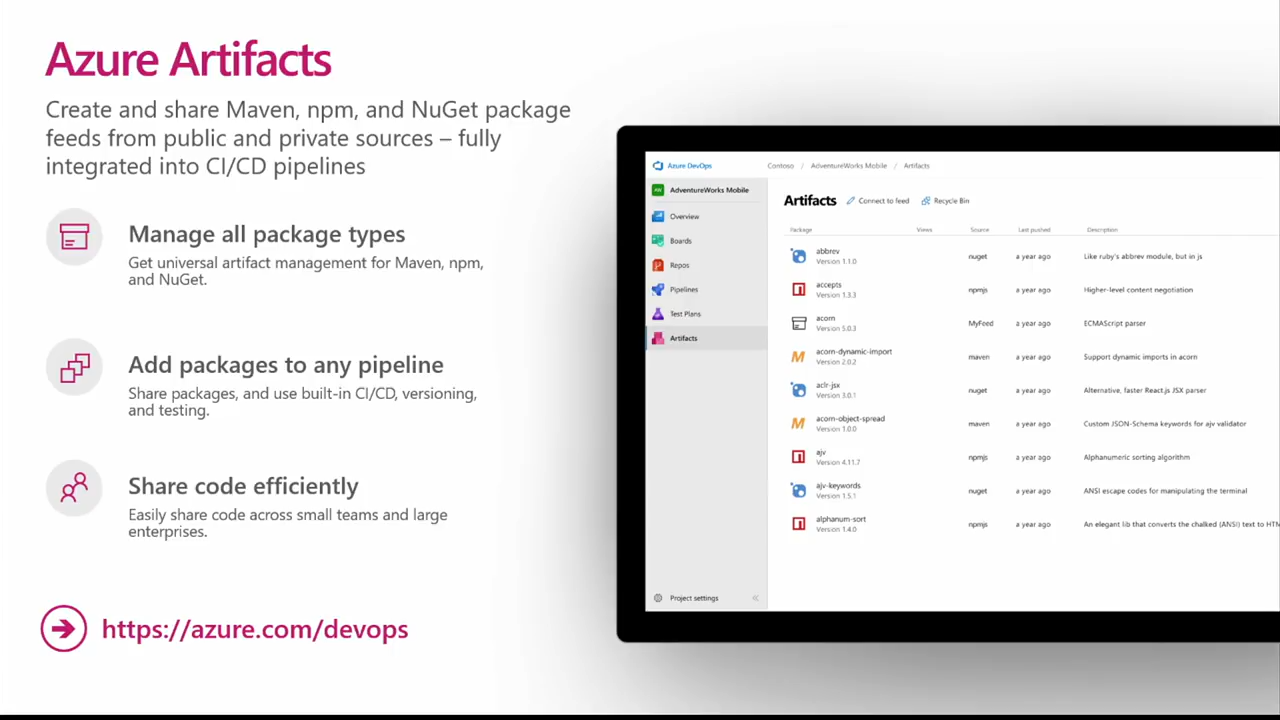 Azure Artifacts
Create and share Maven, npm, and NuGet package
feeds from public and private sources – fully
integrated into CI/CD pipelines
Manage all package types
Get universal artifact management for Maven, npm,
and NuGet.
Add packages to any pipeline
Share packages, and use built-in CI/CD, versioning,
and testing.
Share code efficiently
Easily share code across small teams and large
enterprises.
https://azure.com/devops
Azure DevOps
Contoso / AdventureWorks Mobile / Artifacts
AW AdventureWorks Mobile
Overview
Boards
Repos
Pipelines
Test Plans
Artifacts
Project settings
Artifacts Connect to feed Recycle Bin
Package Views Source Last pushed Description
abbrev
Version 1.1.0 nuget a year ago Like ruby's abbrev module, but in js
accepts
Version 1.3.3 npmjs a year ago Higher-level content negotiation
acorn
Version 5.0.3 MyFeed a year ago ECMAScript parser
acorn-dynamic-import
Version 2.0.2 maven a year ago Support dynamic imports in acorn
aclr-jsx
Version 3.0.1 nuget a year ago Alternative, faster React.js JSX parser
acorn-object-spread
Version 1.0.0 maven a year ago Custom JSON-Schema keywords for ajv validator
ajv
Version 4.11.7 npmjs a year ago Alphanumeric sorting algorithm
ajv-keywords
Version 1.5.1 nuget a year ago ANSI escape codes for manipulating the terminal
alphanum-sort
Version 1.4.0 npmjs a year ago An elegant lib that converts the chalked (ANSI) text to HTM